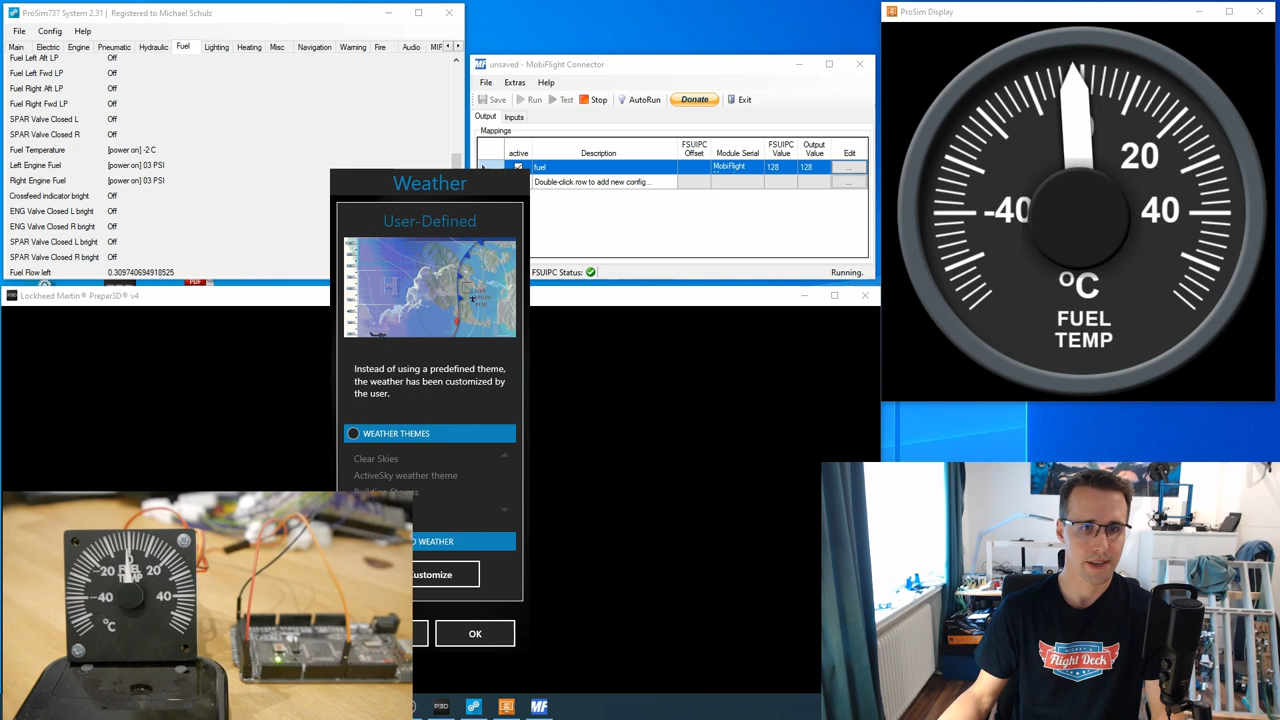 ProSim737 System 2.31 | Registered to Michael Schulz
File Config Help
Main Electric Engine Pneumatic Hydraulic Fuel Lighting Heating Misc Navigation Warning Fire Audio MIP
Fuel Left Aft LP Off
Fuel Left Fwd LP Off
Fuel Right Aft LP Off
Fuel Right Fwd LP Off
SPAR Valve Closed L Off
SPAR Valve Closed R Off
Fuel Temperature [power on] -2 C
Left Engine Fuel [power on] 03 PSI
Right Engine Fuel [power on] 03 PSI
Crossfeed indicator bright Off
ENG Valve Closed L bright Off
ENG Valve Closed R bright Off
SPAR Valve Closed L bright Off
SPAR Valve Closed R bright Off
Fuel Flow left 0.309740694918525
PDF
MF unsaved - MobiFlight Connector
File Extras Help
Save Run Test Stop AutoRun Donate Exit
Output Inputs
Mappings
active Description FSUIPC Offset Module Serial FSUIPC Value Output Value Edit
fuel MobiFlight 128 128 ...
Double-click row to add new config... ...
FSUIPC Status: Running.
ProSim Display
20
-40 40
°C
FUEL
TEMP
Lockheed Martin® Prepar3D® v4
Weather
User-Defined
H
Instead of using a predefined theme,
the weather has been customized by
the user.
WEATHER THEMES
Clear Skies
ActiveSky weather theme
WEATHER
Customize
OK
0
-20 FUEL 20
TEMP
-40 40
°C
P3D MF
Flight Deck